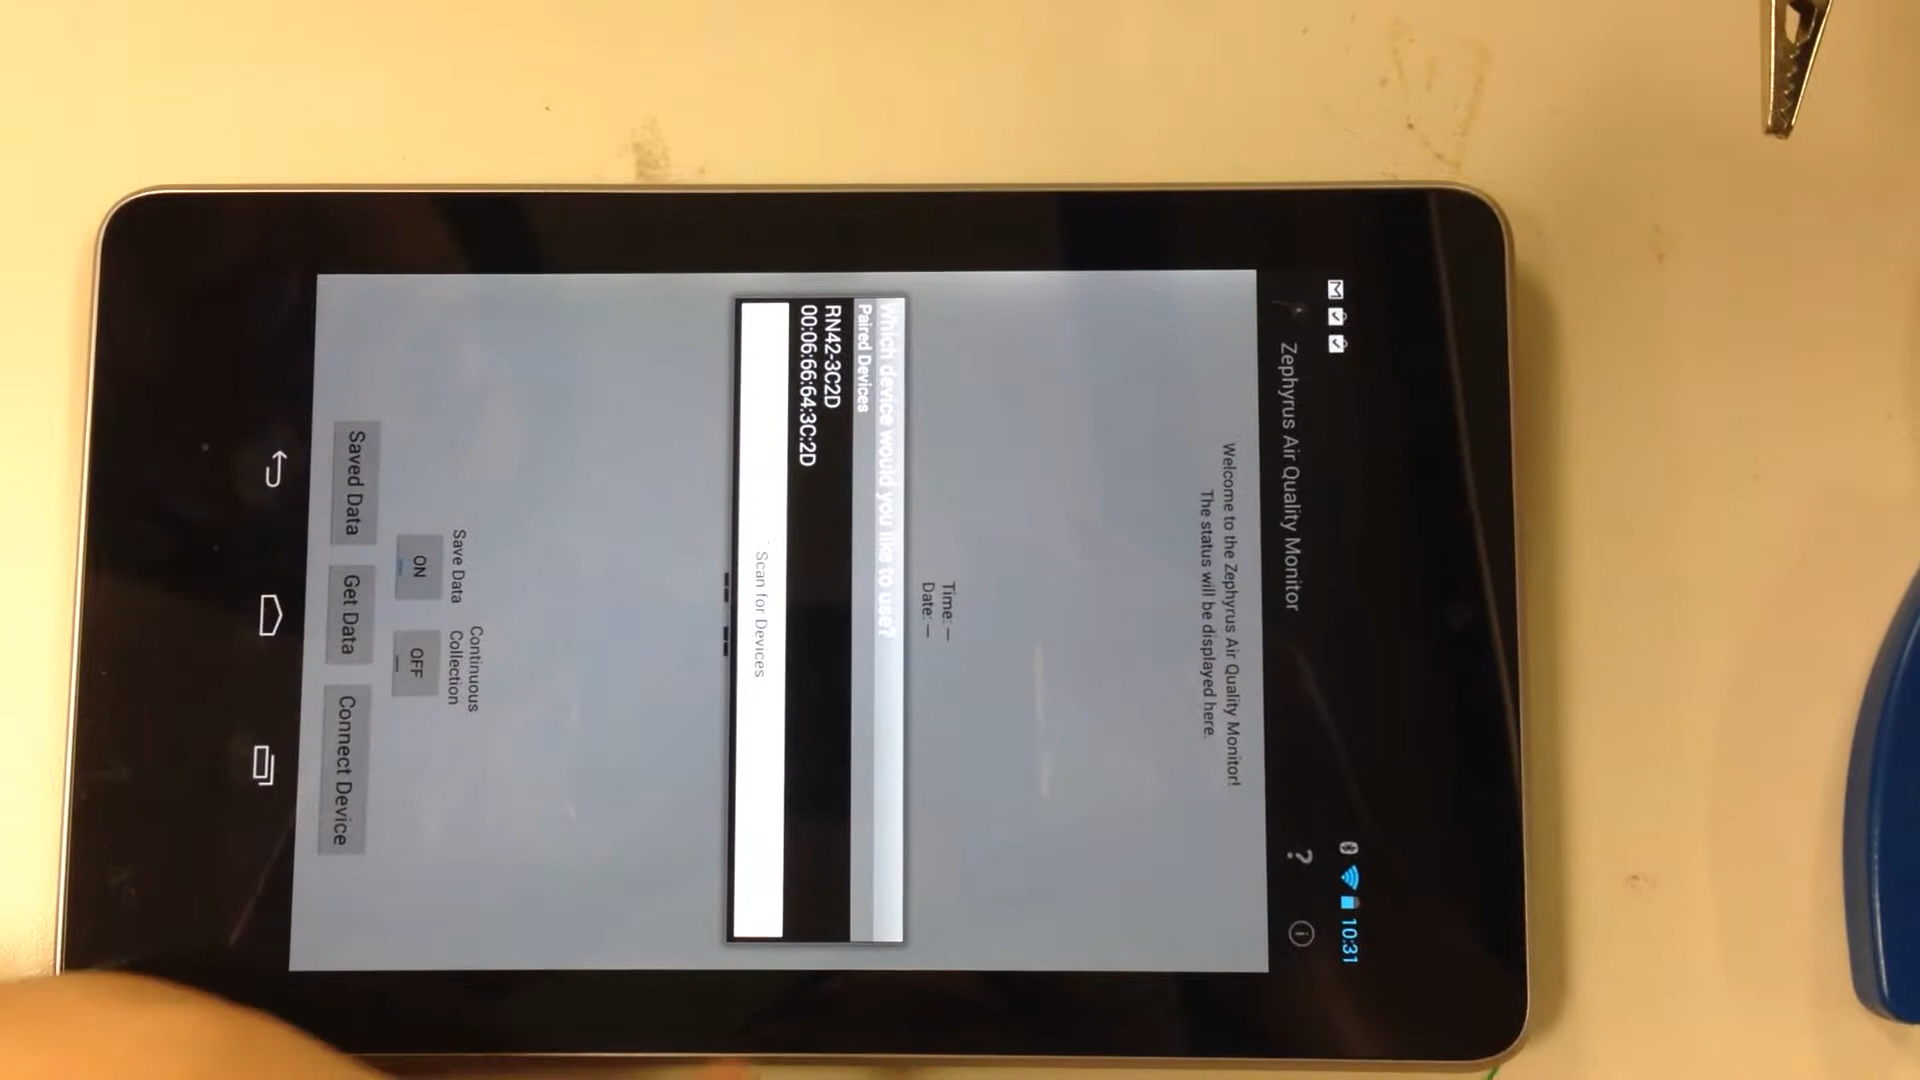 10:31
Zephyrus Air Quality Monitor
?
Welcome to the Zephyrus Air Quality Monitor!
The status will be displayed here.
Time: —
Date: —
Which device would you like to use?
Paired Devices
RN42-3C2D
00:06:66:64:3C:2D
Scan for Devices
Save Data
Continuous
Collection
ON
OFF
Saved Data
Get Data
Connect Device